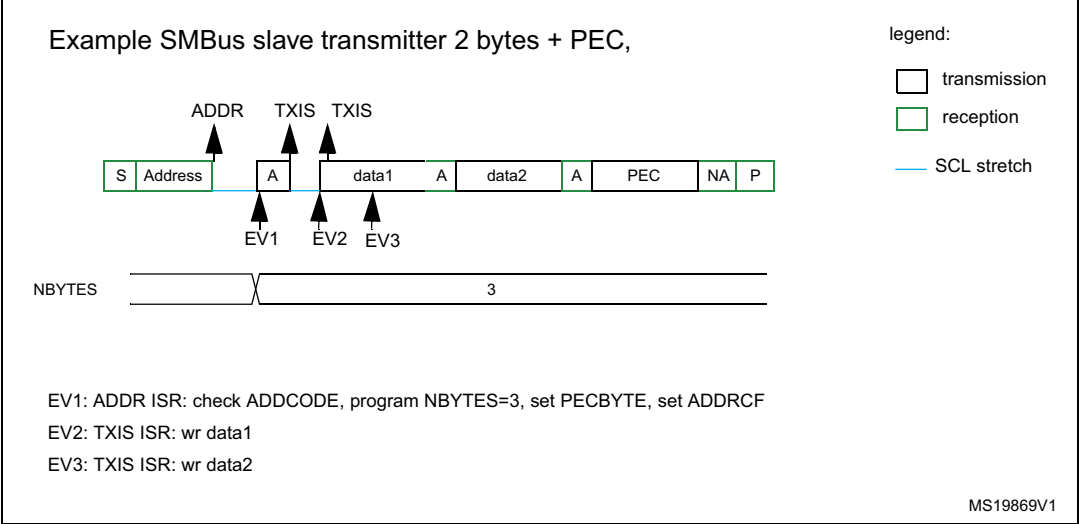 Example SMBus slave transmitter 2 bytes + PEC,
legend:
transmission
reception
SCL stretch
ADDR TXIS TXIS
S Address A data1 A data2 A PEC NA P
EV1 EV2 EV3
NBYTES 3
EV1: ADDR ISR: check ADDCODE, program NBYTES=3, set PECBYTE, set ADDRCF
EV2: TXIS ISR: wr data1
EV3: TXIS ISR: wr data2
MS19869V1